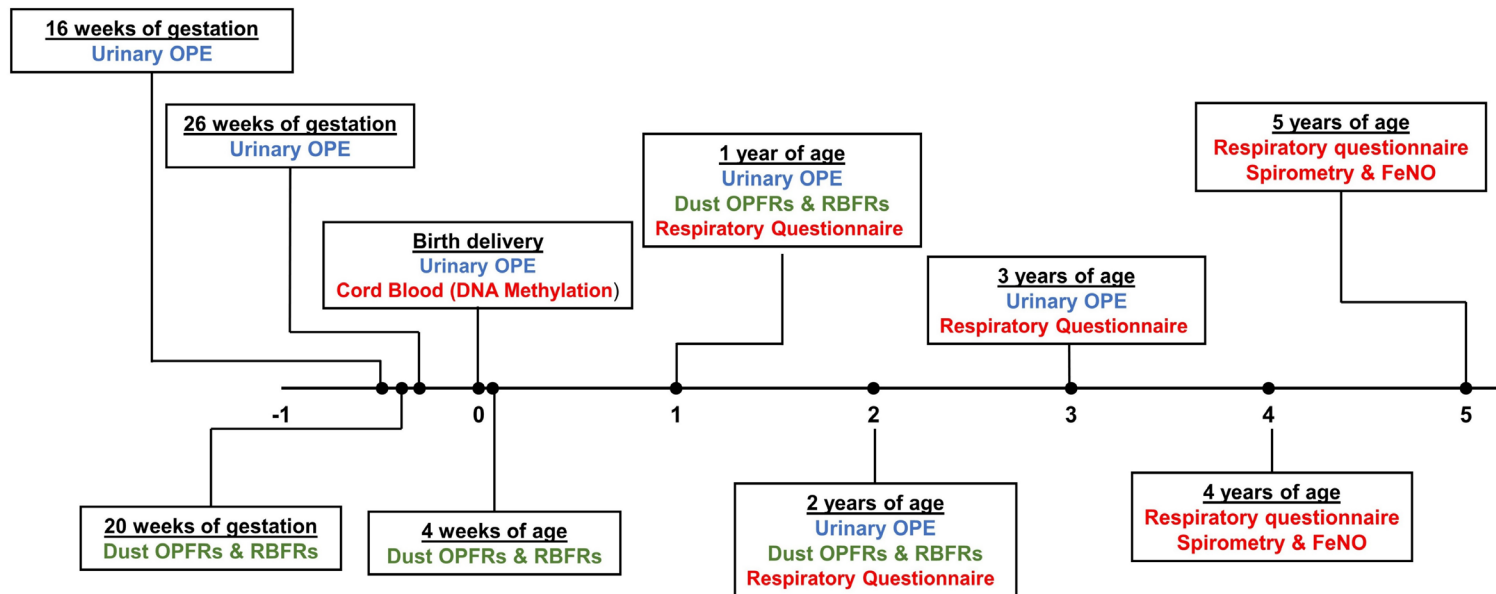 16 weeks of gestation
Urinary OPE
26 weeks of gestation
Urinary OPE
Birth delivery
Urinary OPE
Cord Blood (DNA Methylation)
1 year of age
Urinary OPE
Dust OPFRs & RBFRs
Respiratory Questionnaire
3 years of age
Urinary OPE
Respiratory Questionnaire
5 years of age
Respiratory questionnaire
Spirometry & FeNO
-1 0 1 2 3 4 5
20 weeks of gestation
Dust OPFRs & RBFRs
4 weeks of age
Dust OPFRs & RBFRs
2 years of age
Urinary OPE
Dust OPFRs & RBFRs
Respiratory Questionnaire
4 years of age
Respiratory questionnaire
Spirometry & FeNO